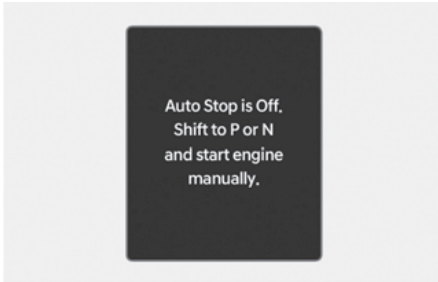 Auto Stop is Off.
Shift to P or N
and start engine
manually.